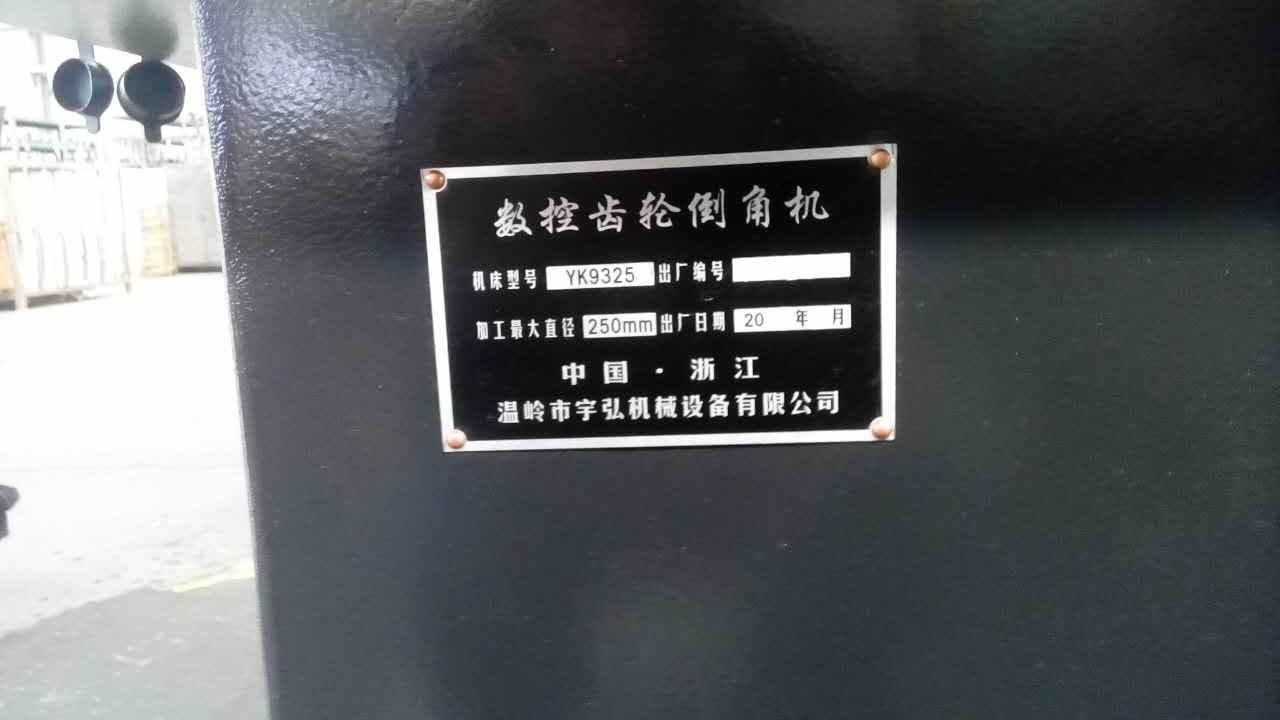 数控齿轮倒角机
机床型号 YK9325 出厂编号
加工最大直径 250mm 出厂日期 20 年 月
中国·浙江
温岭市宇弘机械设备有限公司